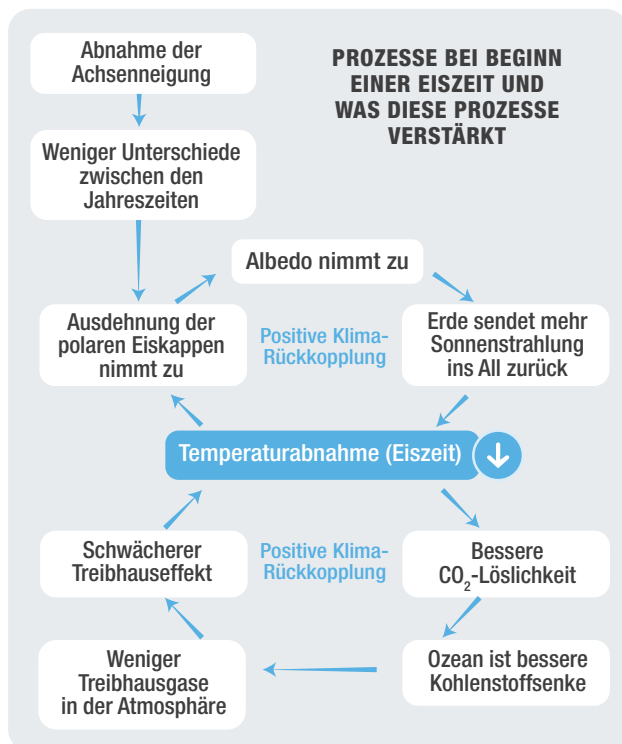 Abnahme der
Achsenneigung
PROZESSE BEI BEGINN
EINER EISZEIT UND
WAS DIESE PROZESSE
VERSTÄRKT
Weniger Unterschiede
zwischen den
Jahreszeiten
Albedo nimmt zu
Ausdehnung der
polaren Eiskappen
nimmt zu
Positive Klima-
Rückkopplung
Erde sendet mehr
Sonnenstrahlung
ins All zurück
Temperaturabnahme (Eiszeit)
Schwächerer
Treibhauseffekt
Positive Klima-
Rückkopplung
Bessere
CO₂-Löslichkeit
Weniger
Treibhausgase
in der Atmosphäre
Ozean ist bessere
Kohlenstoffsenke